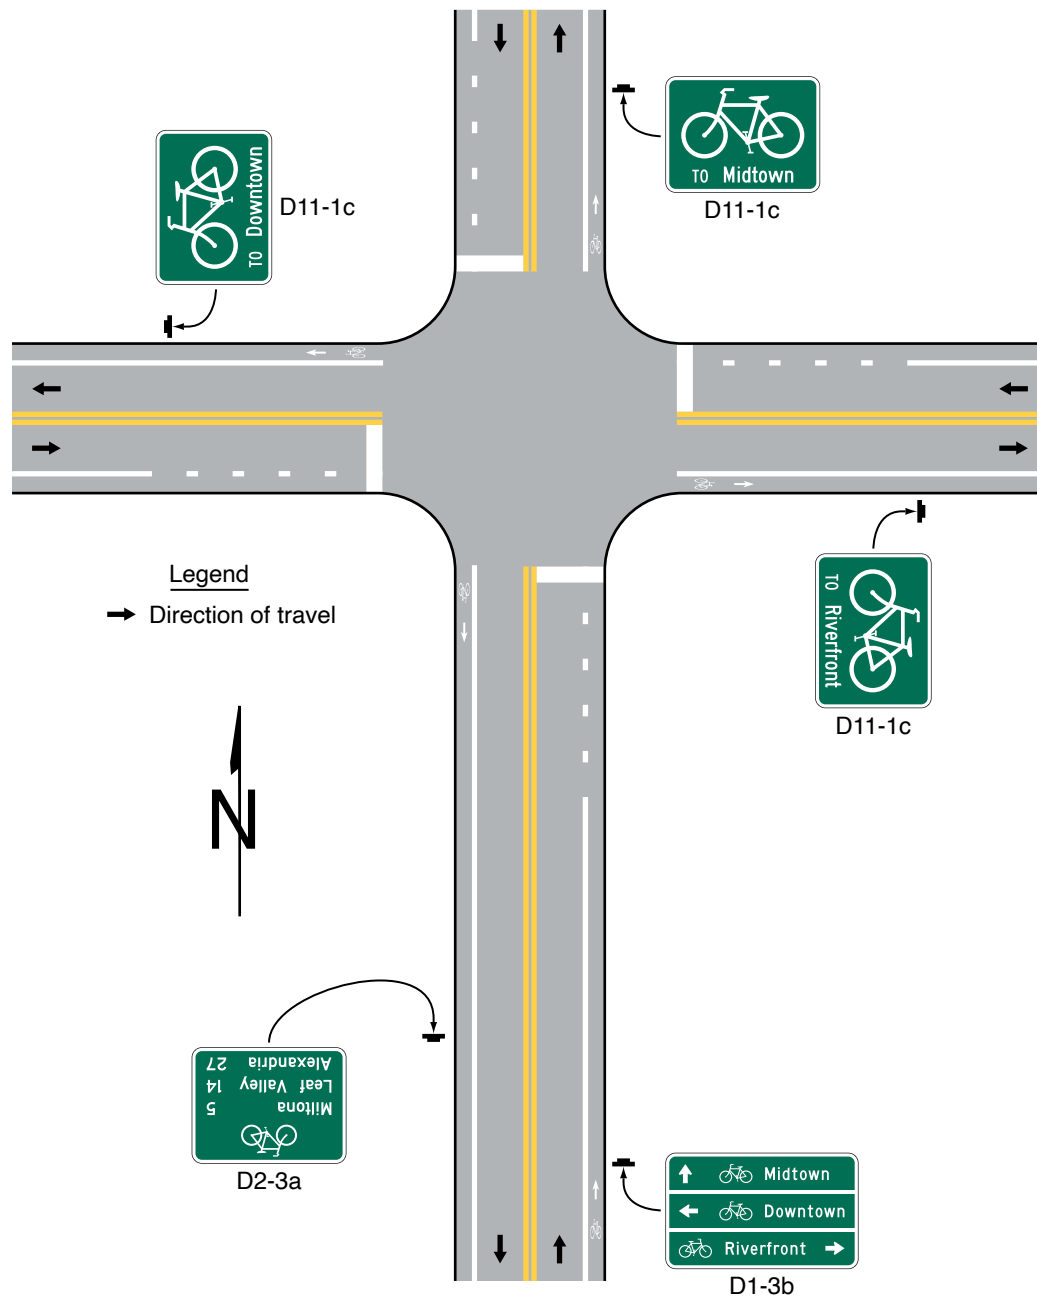 TO Midtown
D11-1c
TO Downtown
D11-1c
Legend
Direction of travel
TO Riverfront
D11-1c
N
Miltona 5
Leaf Valley 14
Alexandria 27
D2-3a
Midtown
Downtown
Riverfront
D1-3b